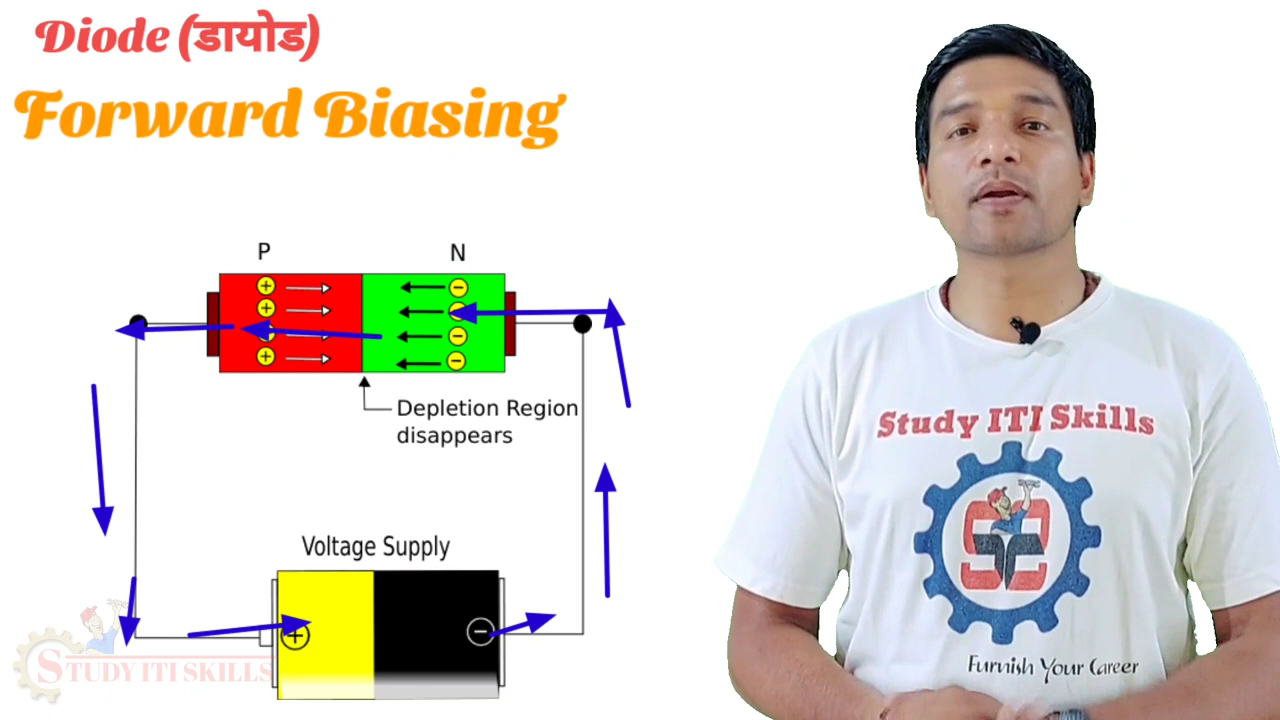 Diode (डायोड)
Forward Biasing
P N
Depletion Region
disappears
Voltage Supply
Study ITI Skills
Furnish Your Career
STUDY ITI SKILLS